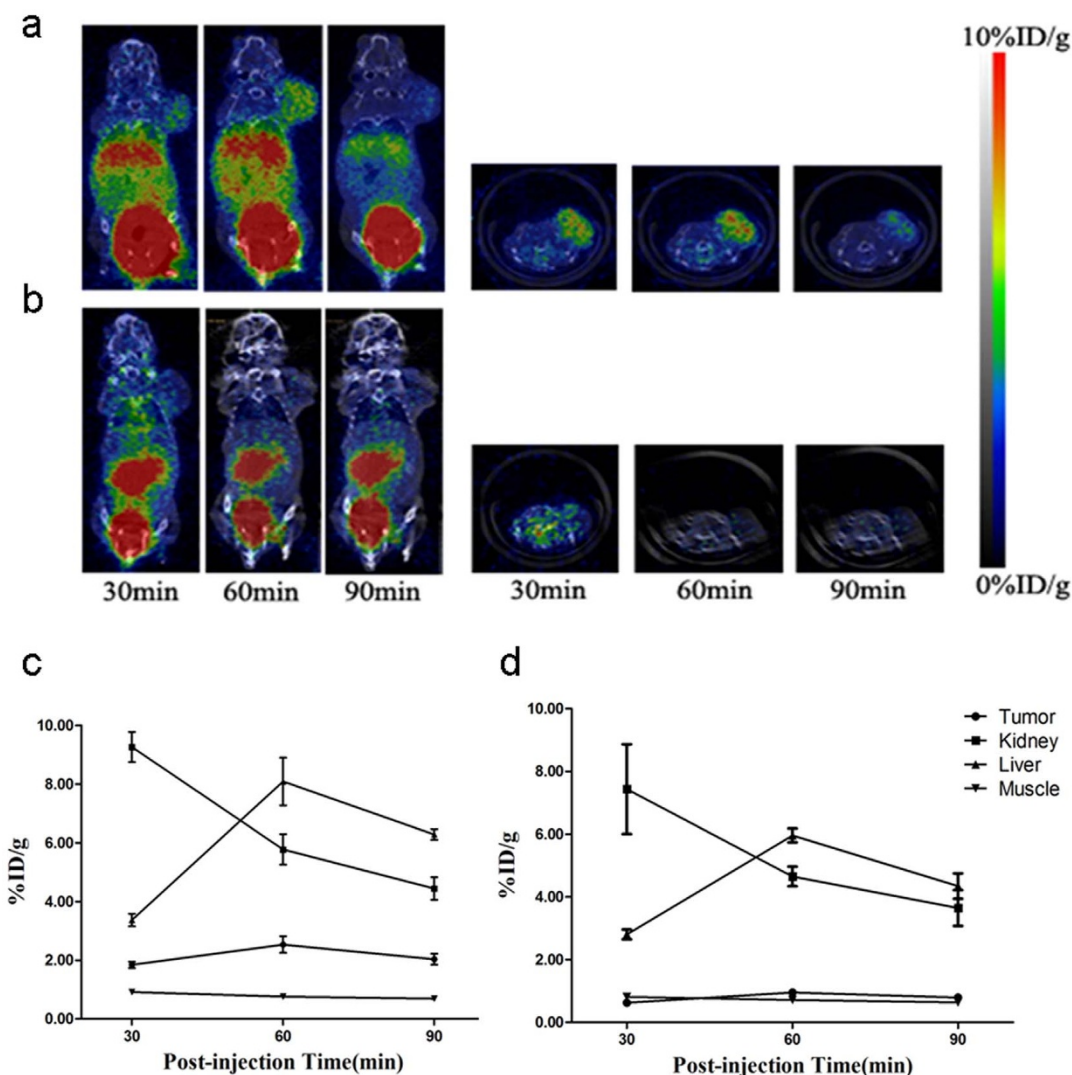 a
10%ID/g
b
30min 60min 90min 30min 60min 90min
0%ID/g
c
d
10.00
8.00
6.00
4.00
2.00
0.00
%ID/g
30 60 90
Post-injection Time(min)
10.00
8.00
6.00
4.00
2.00
0.00
%ID/g
30 60 90
Post-injection Time(min)
Tumor
Kidney
Liver
Muscle